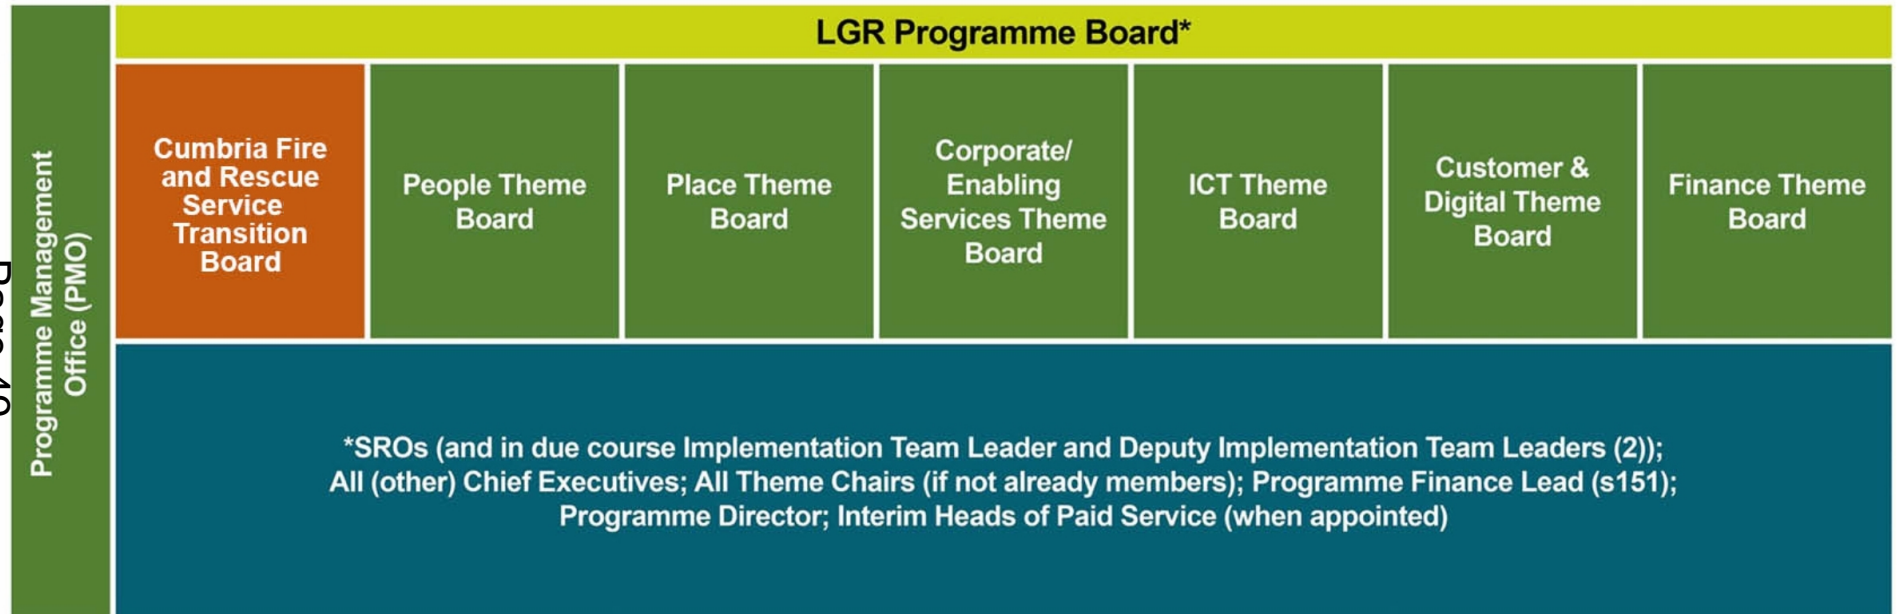 LGR Programme Board*
Programme Management
Office (PMO)
Cumbria Fire
and Rescue
Service
Transition
Board
People Theme
Board
Place Theme
Board
Corporate/
Enabling
Services Theme
Board
ICT Theme
Board
Customer &
Digital Theme
Board
Finance Theme
Board
*SROs (and in due course Implementation Team Leader and Deputy Implementation Team Leaders (2));
All (other) Chief Executives; All Theme Chairs (if not already members); Programme Finance Lead (s151);
Programme Director; Interim Heads of Paid Service (when appointed)